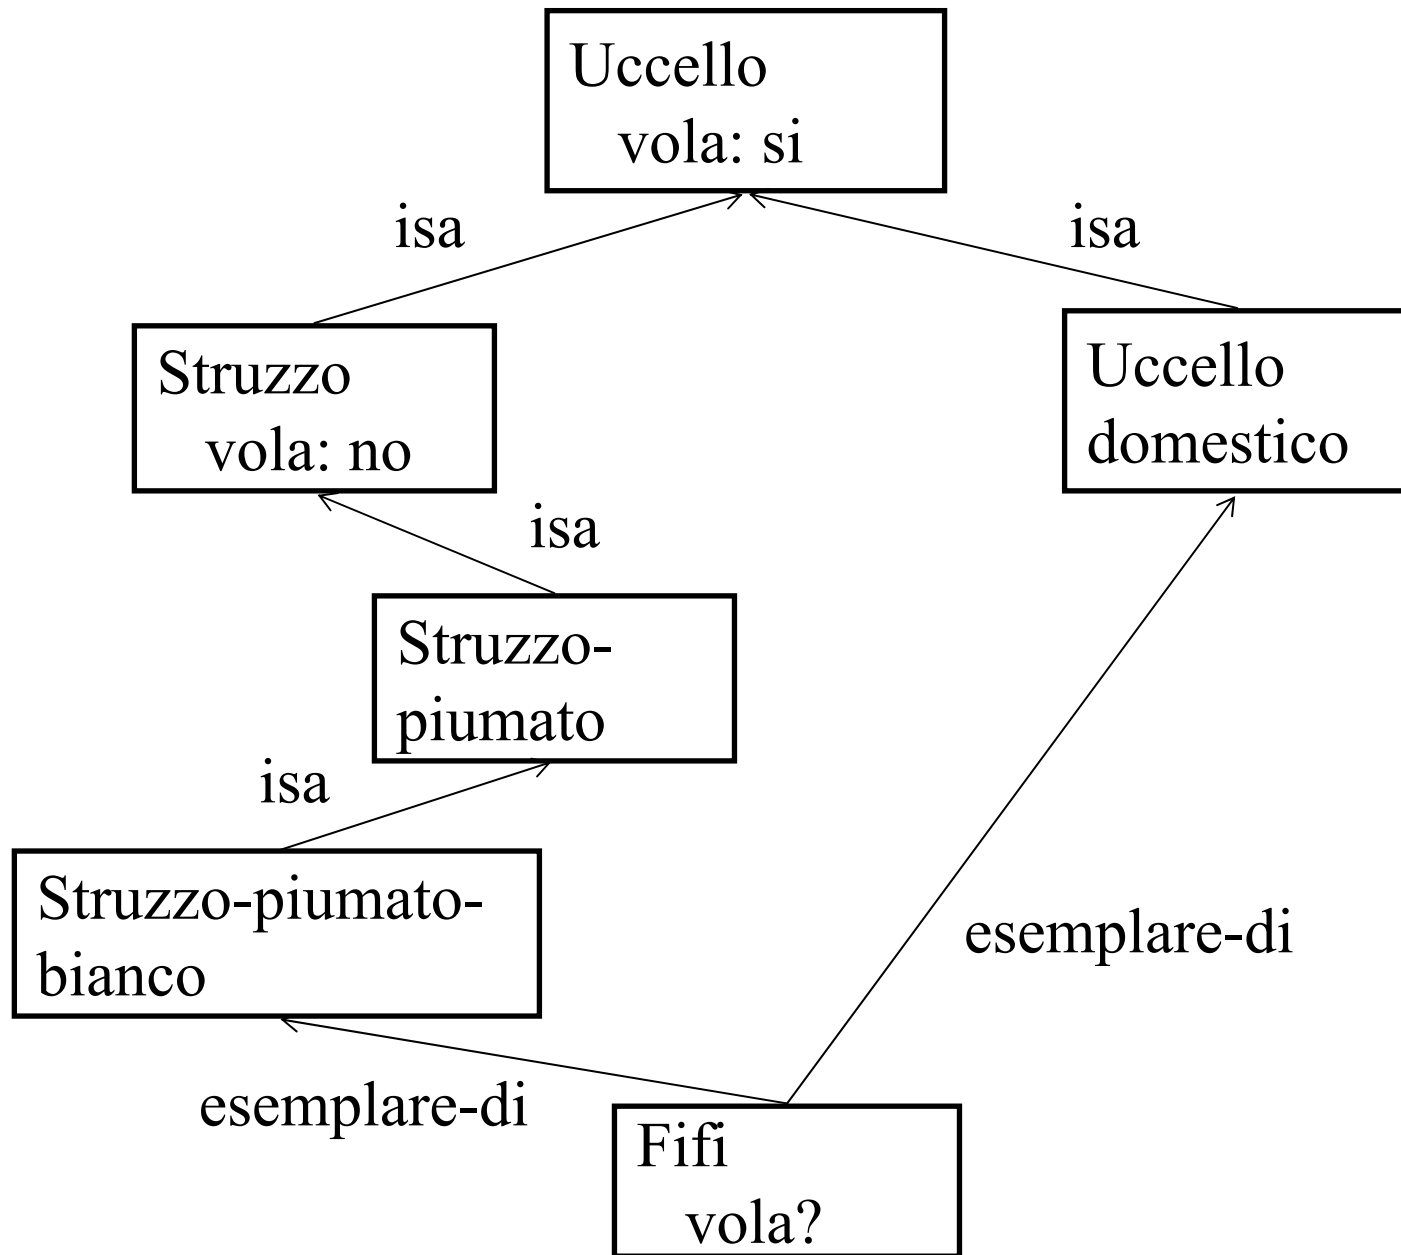 Uccello
vola: si
isa
isa
Struzzo
vola: no
Uccello
domestico
isa
Struzzo-
piumato
isa
Struzzo-piumato-
bianco
esemplare-di
esemplare-di
Fifi
vola?